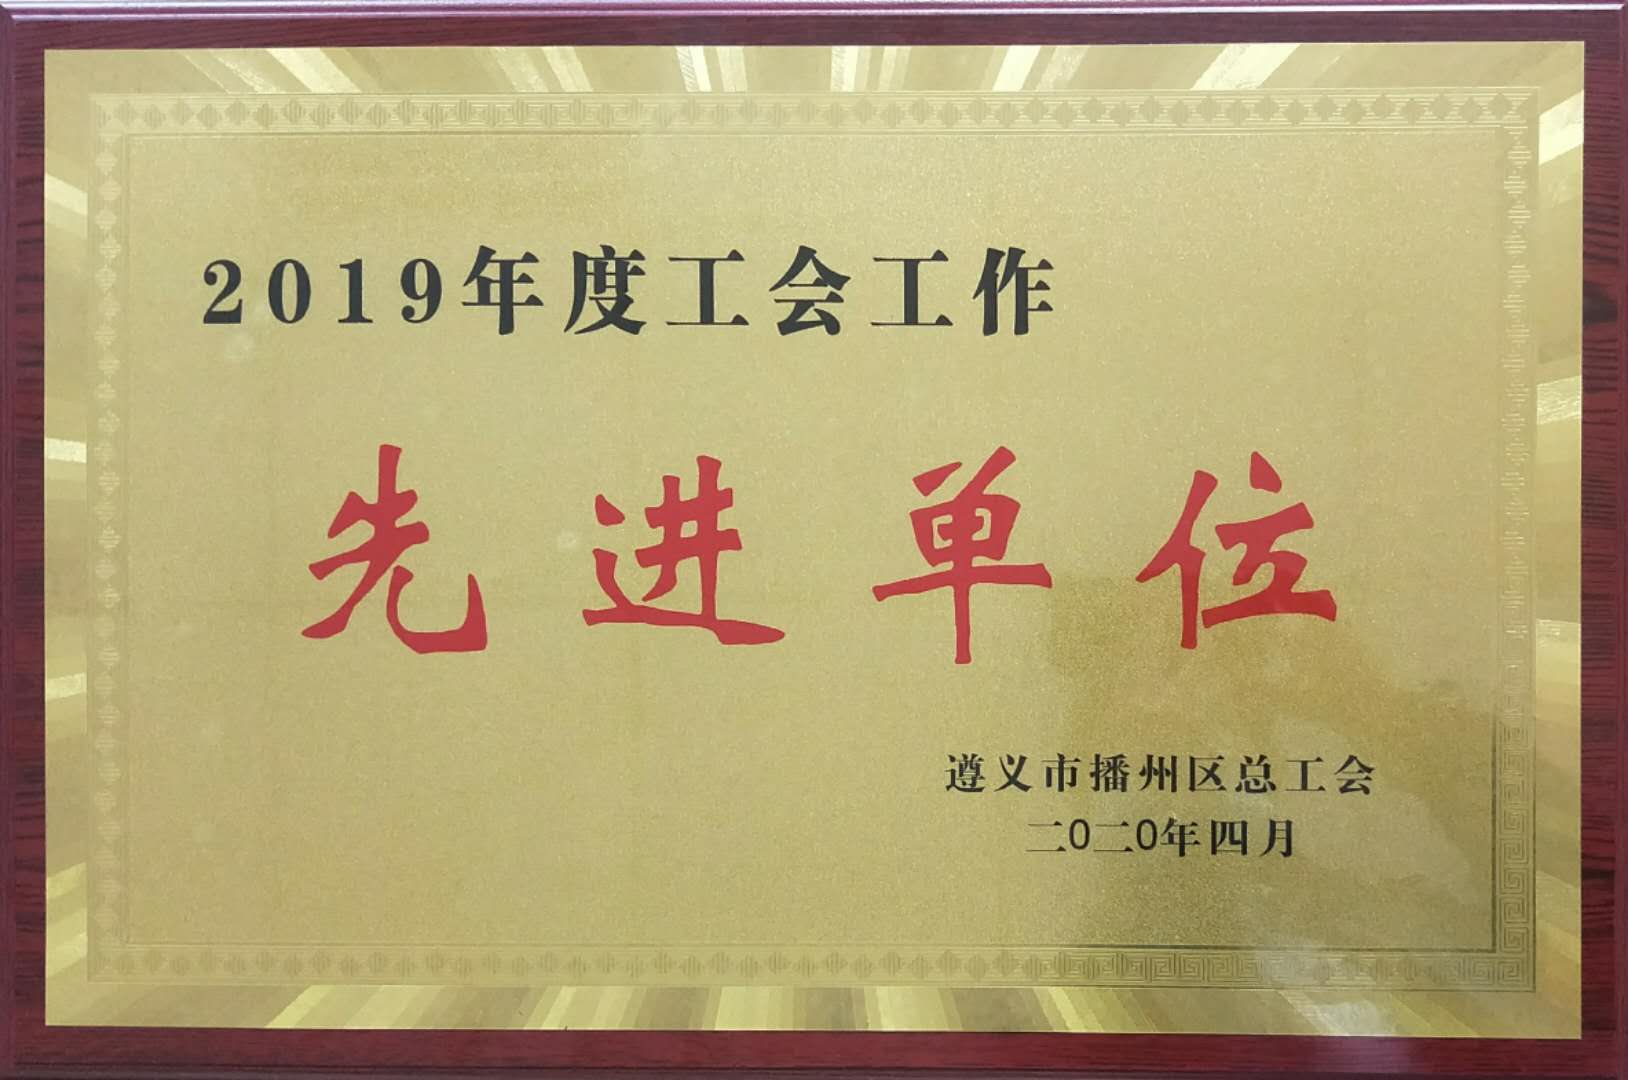 2019年度工会工作
先进单位
遵义市播州区总工会
二0二0年四月